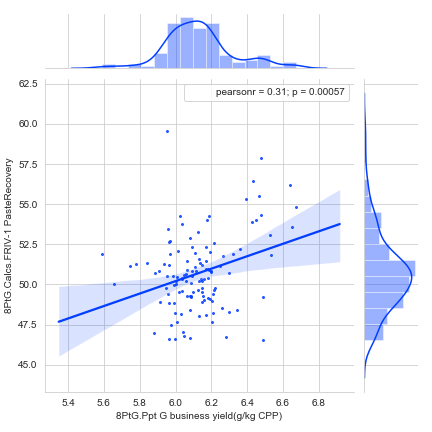 pearsonr = 0.31; p = 0.00057
62.5
60.0
57.5
55.0
52.5
50.0
47.5
45.0
8PtG.Calcs.FRIV-1 PasteRecovery
5.4 5.6 5.8 6.0 6.2 6.4 6.6 6.8
8PtG.Ppt G business yield(g/kg CPP)